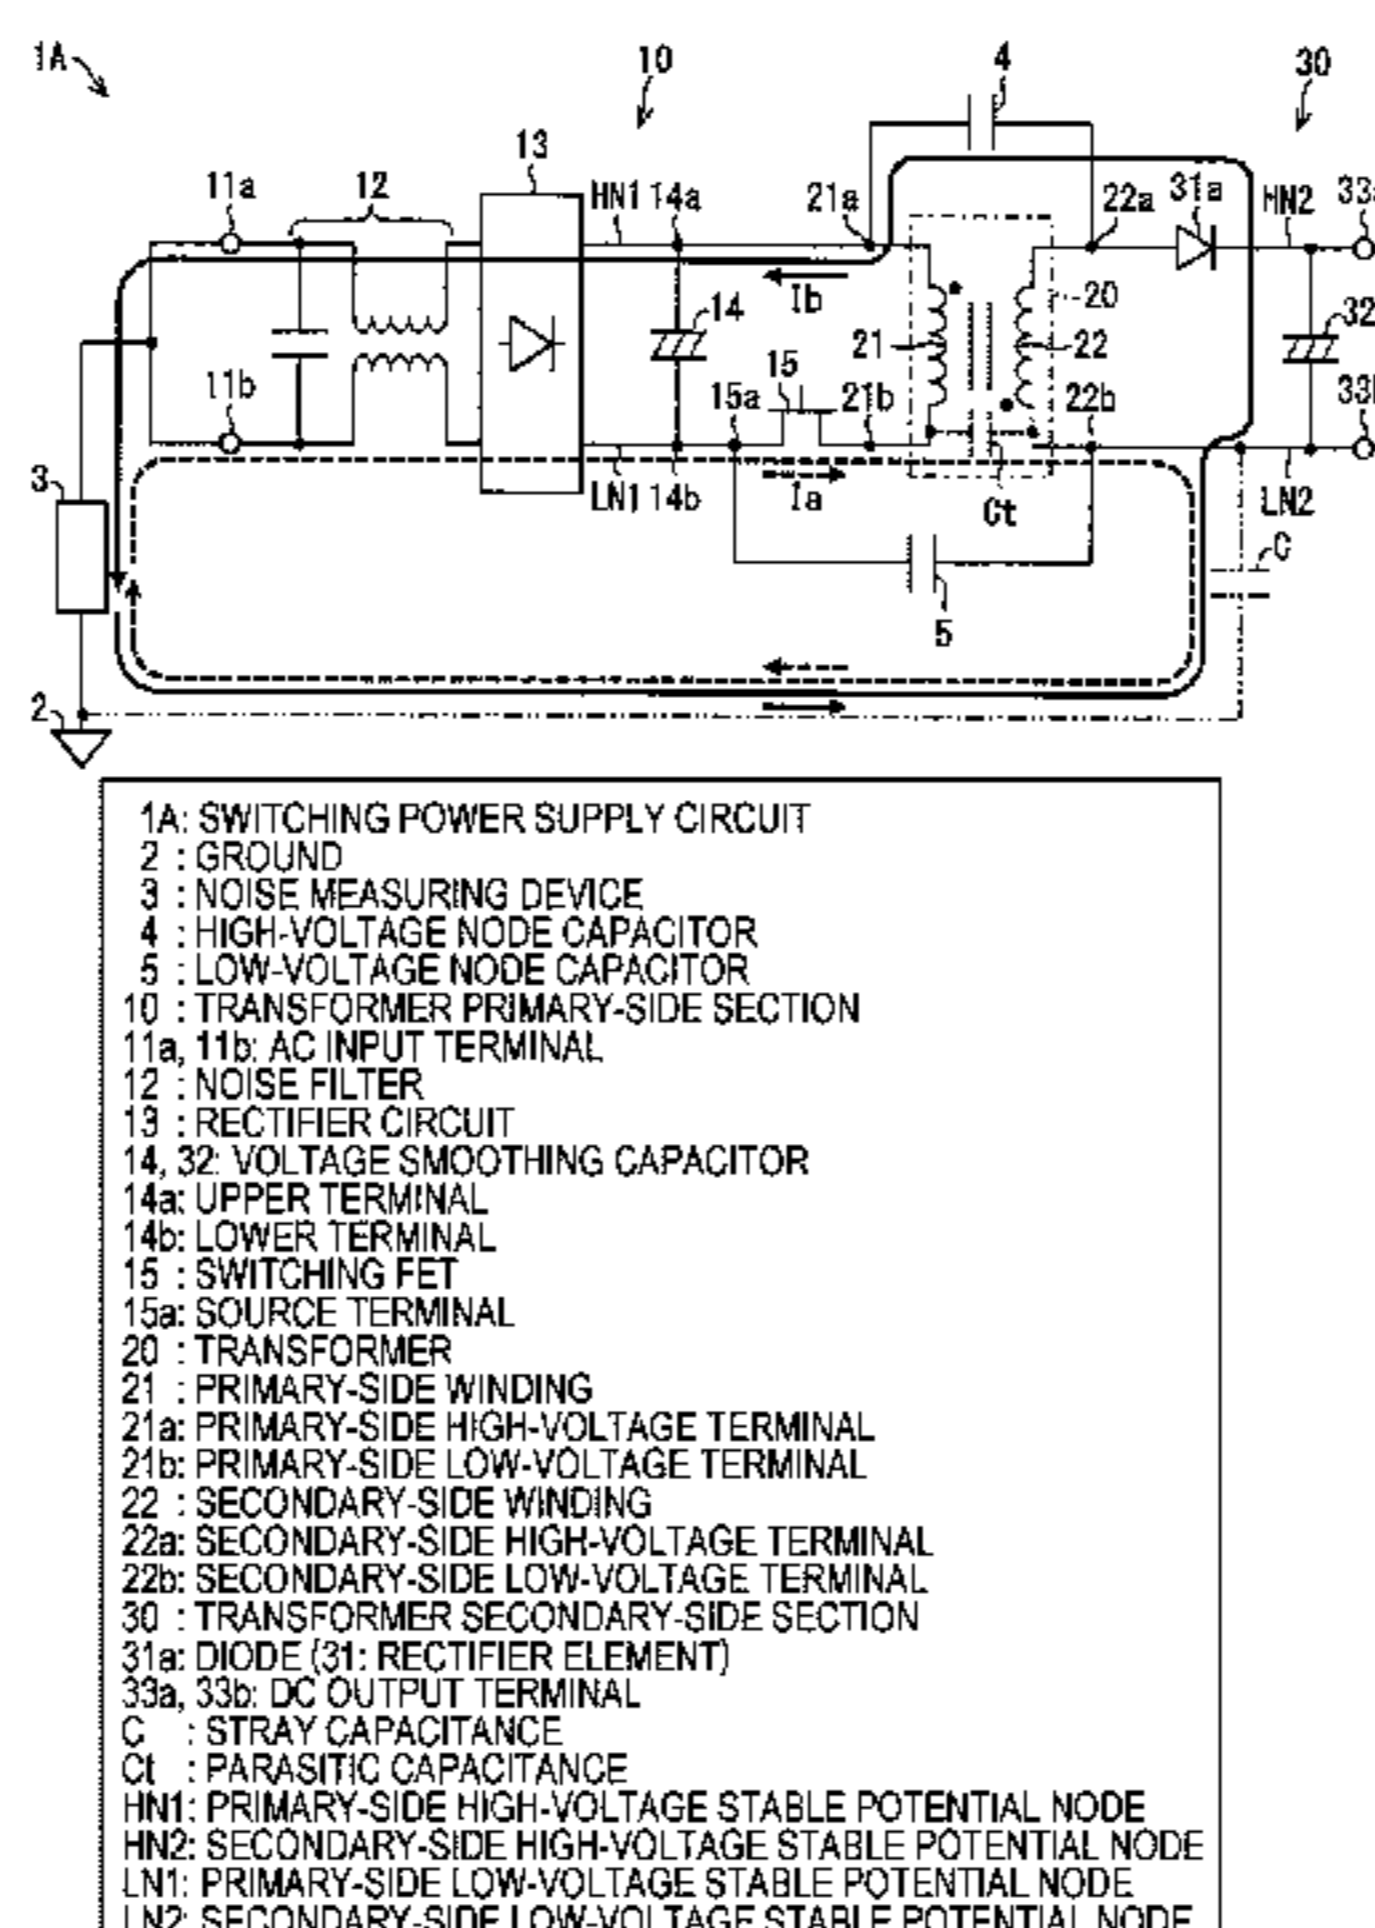 1A
10
4
30
13
11a
12
HN1 14a
21a
22a
31a
HN2
Ib
14
20
32
21
22
15
11b
15a
21b
22b
3
LN1 14b
Ia
Ct
LN2
C
5
2
1A: SWITCHING POWER SUPPLY CIRCUIT
2 : GROUND
3 : NOISE MEASURING DEVICE
4 : HIGH-VOLTAGE NODE CAPACITOR
5 : LOW-VOLTAGE NODE CAPACITOR
10 : TRANSFORMER PRIMARY-SIDE SECTION
11a, 11b: AC INPUT TERMINAL
12 : NOISE FILTER
13 : RECTIFIER CIRCUIT
14, 32: VOLTAGE SMOOTHING CAPACITOR
14a: UPPER TERMINAL
14b: LOWER TERMINAL
15 : SWITCHING FET
15a: SOURCE TERMINAL
20 : TRANSFORMER
21 : PRIMARY-SIDE WINDING
21a: PRIMARY-SIDE HIGH-VOLTAGE TERMINAL
21b: PRIMARY-SIDE LOW-VOLTAGE TERMINAL
22 : SECONDARY-SIDE WINDING
22a: SECONDARY-SIDE HIGH-VOLTAGE TERMINAL
22b: SECONDARY-SIDE LOW-VOLTAGE TERMINAL
30 : TRANSFORMER SECONDARY-SIDE SECTION
31a: DIODE (31: RECTIFIER ELEMENT)
33a, 33b: DC OUTPUT TERMINAL
C : STRAY CAPACITANCE
Ct : PARASITIC CAPACITANCE
HN1: PRIMARY-SIDE HIGH-VOLTAGE STABLE POTENTIAL NODE
HN2: SECONDARY-SIDE HIGH-VOLTAGE STABLE POTENTIAL NODE
LN1: PRIMARY-SIDE LOW-VOLTAGE STABLE POTENTIAL NODE
LN2: SECONDARY-SIDE LOW-VOLTAGE STABLE POTENTIAL NODE